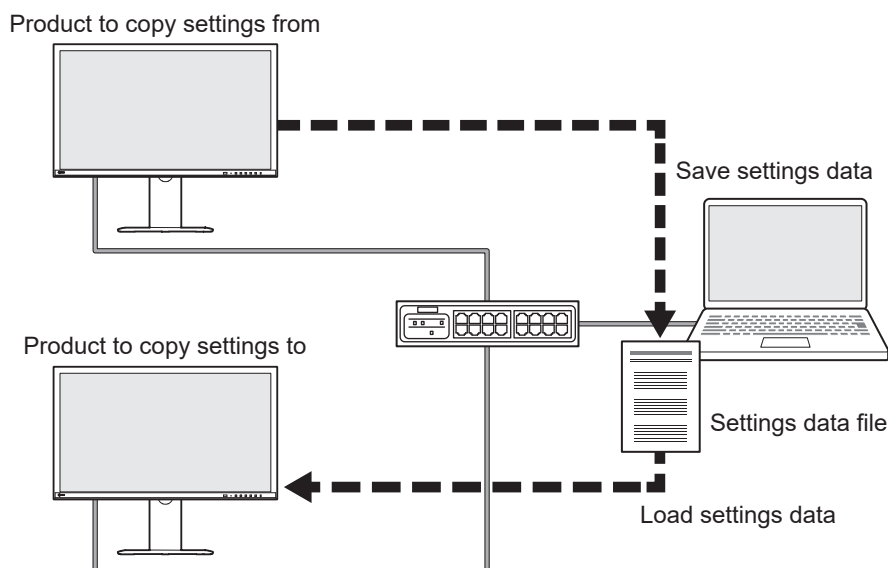 Product to copy settings from
Save settings data
Product to copy settings to
Settings data file
Load settings data